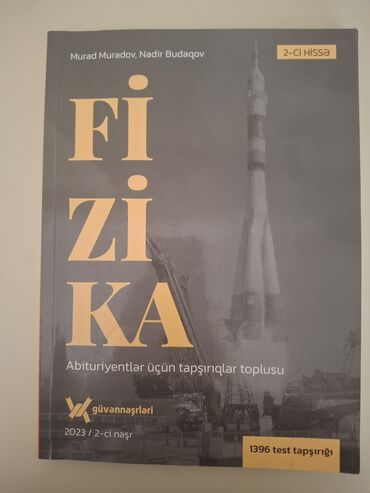 Murad Muradov, Nadir Budaqov
2-Cİ HİSSƏ
Fİ
Zİ
KA
Abituriyentlər üçün tapşırıqlar toplusu
güvənnəşrləri
2023 / 2-ci nəşr
1396 test tapşırığı